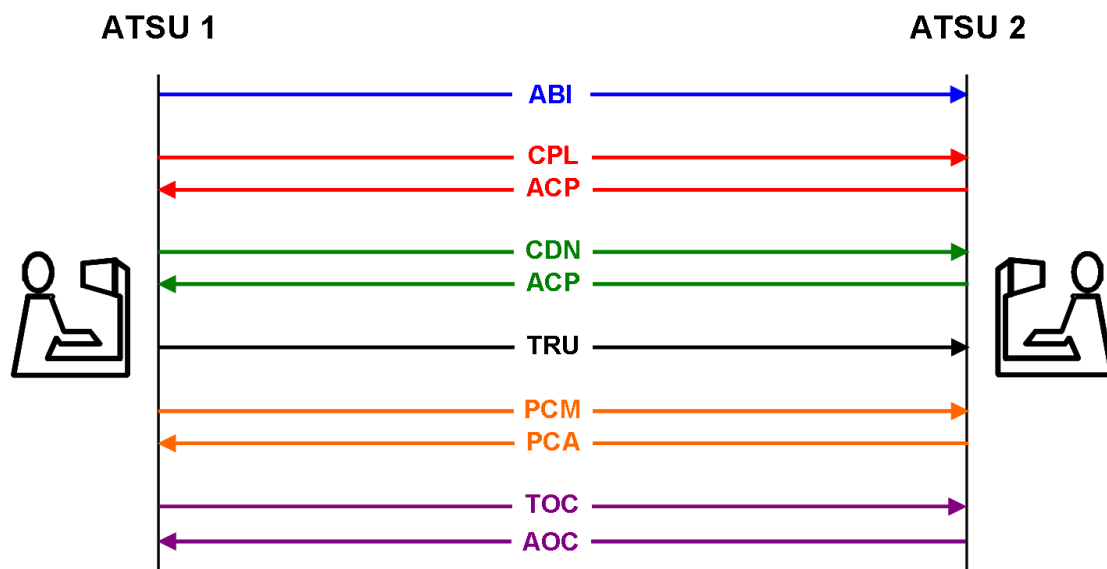 ATSU 1
ATSU 2
ABI
CPL
ACP
CDN
ACP
TRU
PCM
PCA
TOC
AOC